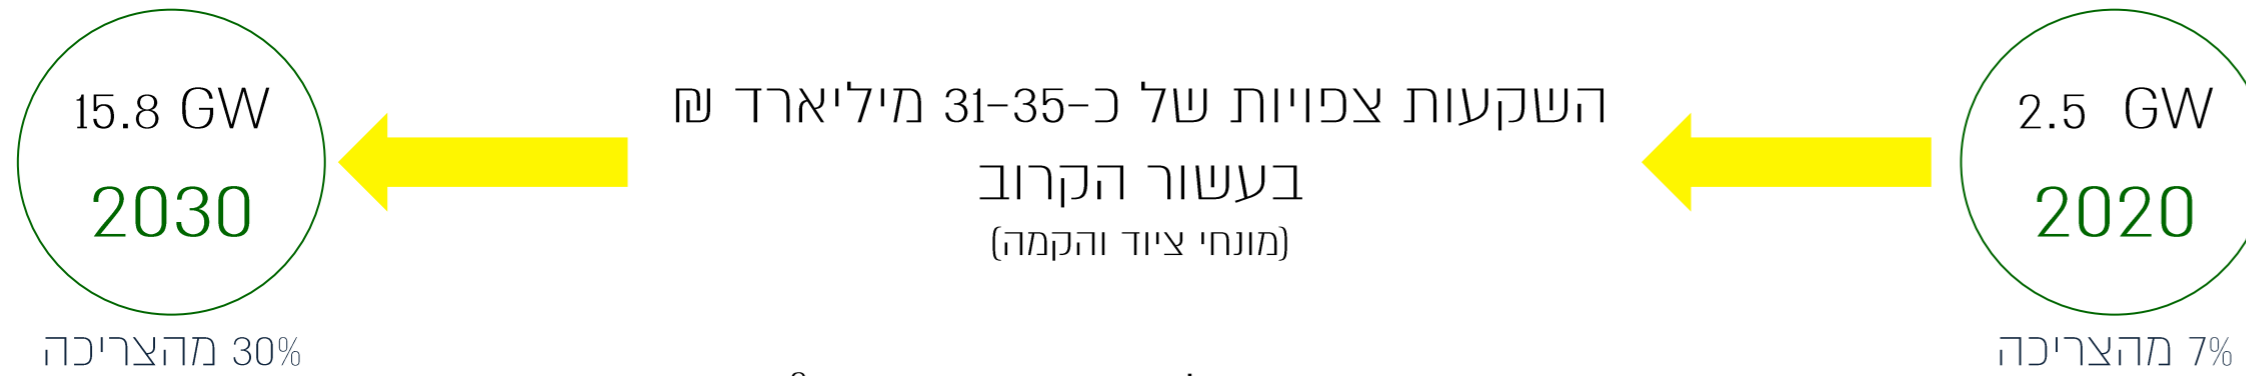 2.5 GW
2020
7% מהצריכה
השקעות צפויות של כ-31-35 מיליארד ₪
בעשור הקרוב
(מונחי ציוד והקמה)
15.8 GW
2030
30% מהצריכה